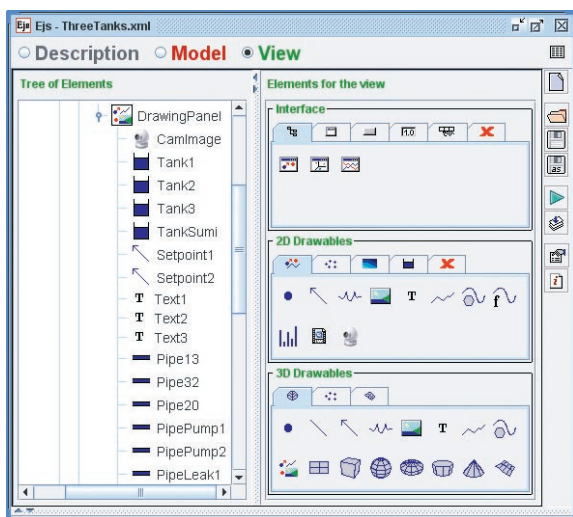 Ejs - ThreeTanks.xml
Description Model View
Tree of Elements
DrawingPanel
CamImage
Tank1
Tank2
Tank3
TankSumi
Setpoint1
Setpoint2
T Text1
T Text2
T Text3
Pipe13
Pipe32
Pipe20
PipePump1
PipePump2
PipeLeak1
Elements for the view
Interface
2D Drawables
T
f
3D Drawables
T
as
i